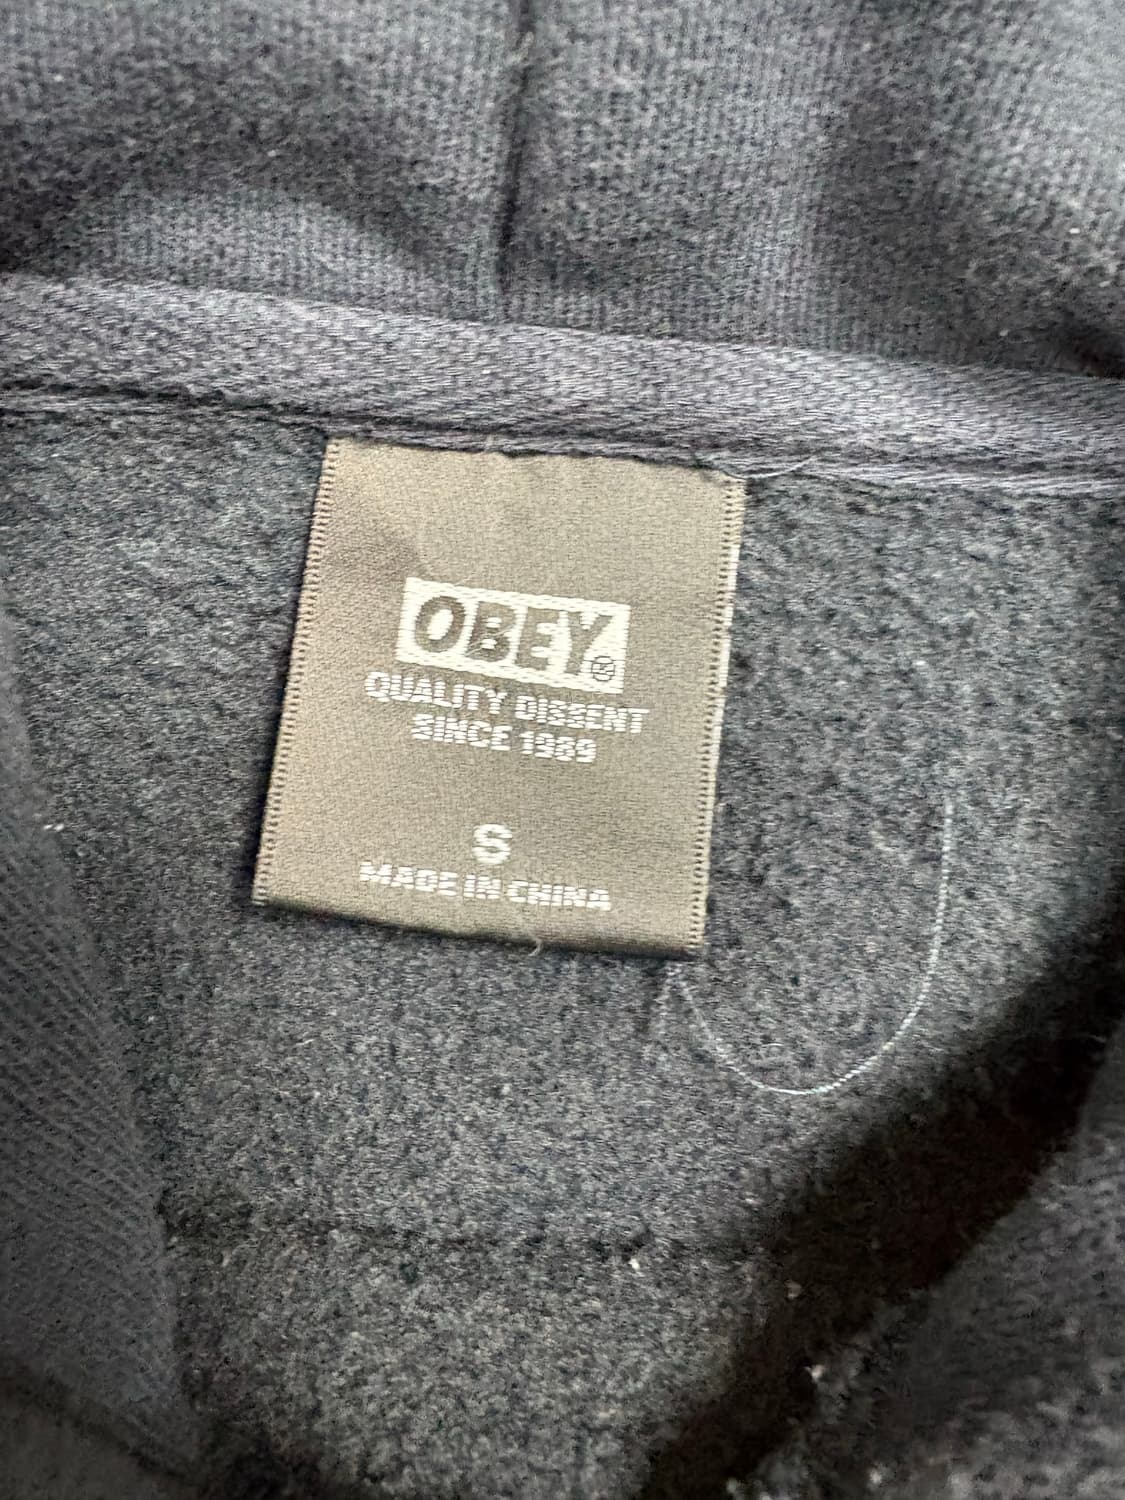 OBEY®
QUALITY DISSENT
SINCE 1989
S
MADE IN CHINA